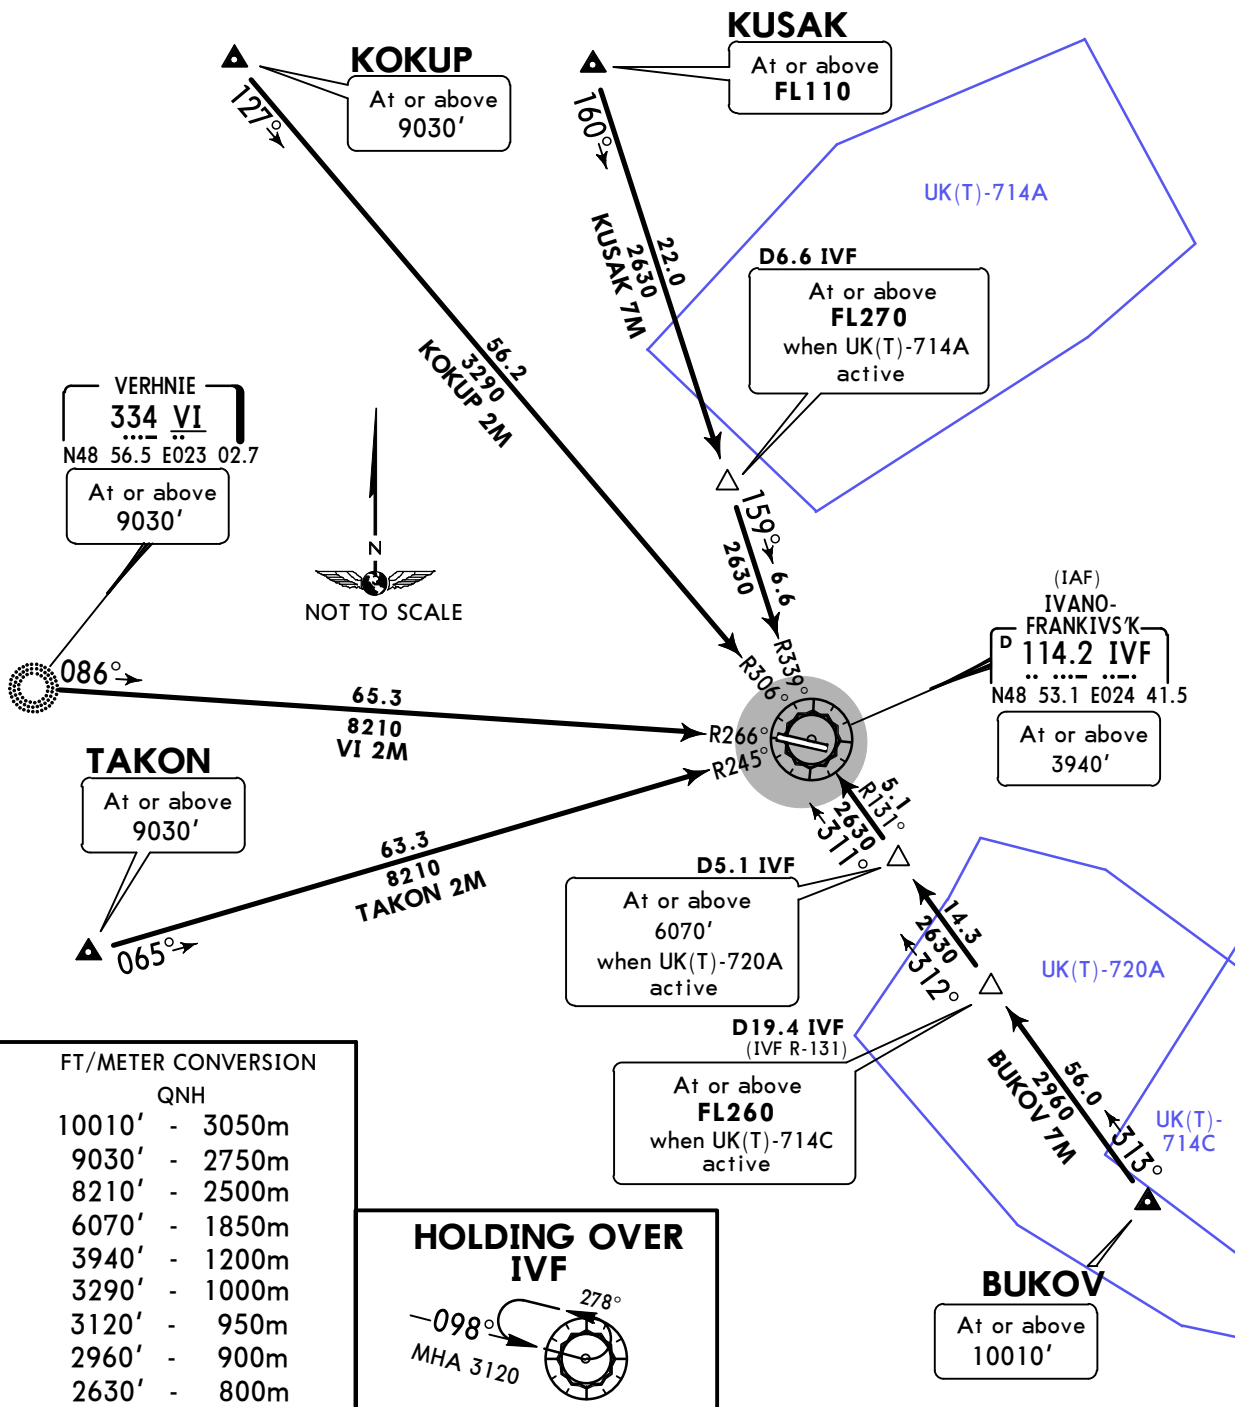 KOKUP
At or above
9030'
127°
KUSAK
At or above
FL110
160°
UK(T)-714A
22.0
2630
KUSAK 7M
D6.6 IVF
At or above
FL270
when UK(T)-714A
active
56.2
3290
KOKUP 2M
VERHNIE
334 VI
N48 56.5 E023 02.7
At or above
9030'
N
NOT TO SCALE
159°
6.6
2630
R339°
R306°
(IAF)
IVANO-
FRANKIVS'K
D 114.2 IVF
N48 53.1 E024 41.5
At or above
3940'
086°
65.3
8210
VI 2M
R266°
R245°
TAKON
At or above
9030'
63.3
8210
TAKON 2M
065°
5.1
R131°
2630
311°
D5.1 IVF
At or above
6070'
when UK(T)-720A
active
14.3
2630
312°
UK(T)-720A
D19.4 IVF
(IVF R-131)
At or above
FL260
when UK(T)-714C
active
56.0
2960
BUKOV 7M
313°
UK(T)-
714C
BUKOV
At or above
10010'
FT/METER CONVERSION
QNH
10010' - 3050m
9030' - 2750m
8210' - 2500m
6070' - 1850m
3940' - 1200m
3290' - 1000m
3120' - 950m
2960' - 900m
2630' - 800m
HOLDING OVER
IVF
278°
098°
MHA 3120